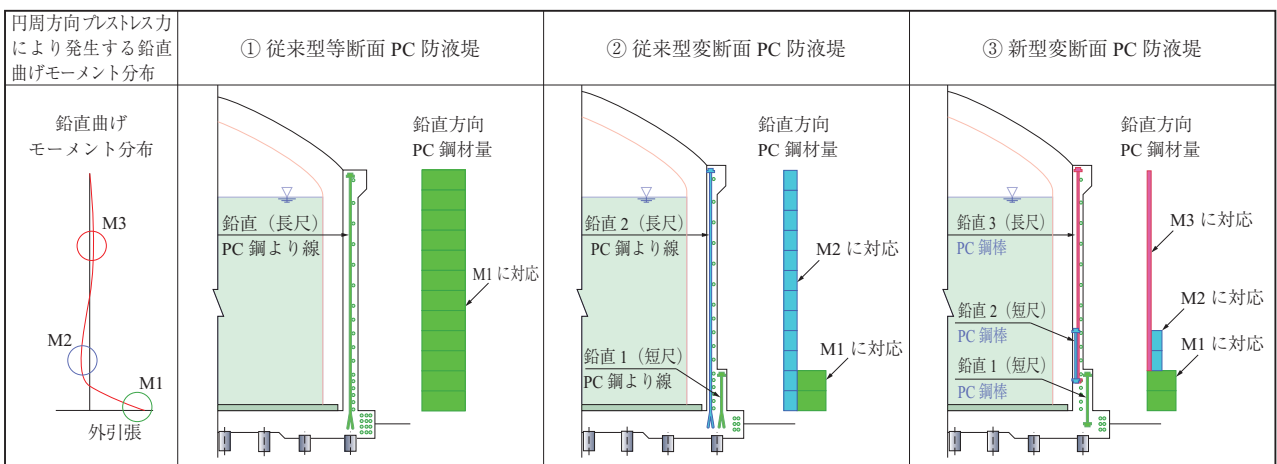 円周方向プレストレス力
により発生する鉛直
曲げモーメント分布
① 従来型等断面 PC 防液堤
② 従来型変断面 PC 防液堤
③ 新型変断面 PC 防液堤
鉛直曲げ
モーメント分布
M3
M2
M1
外引張
鉛直方向
PC 鋼材量
鉛直（長尺）
PC 鋼より線
M1 に対応
鉛直方向
PC 鋼材量
鉛直 2（長尺）
PC 鋼より線
M2 に対応
鉛直 1（短尺）
PC 鋼より線
M1 に対応
鉛直方向
PC 鋼材量
鉛直 3（長尺）
PC 鋼棒
M3 に対応
鉛直 2（短尺）
PC 鋼棒
M2 に対応
鉛直 1（短尺）
PC 鋼棒
M1 に対応